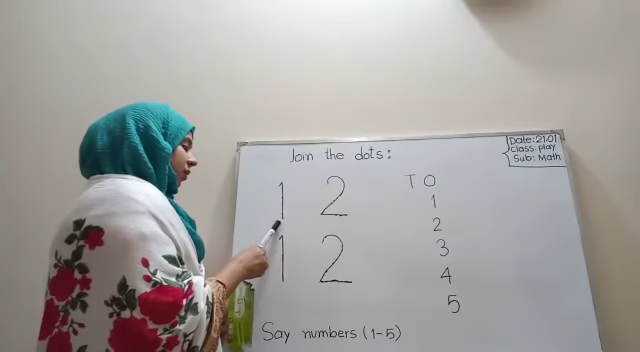 Join the dots:
Date: 21.01
Class: play
Sub: Math
1 2
1 2
T O
1
2
3
4
5
Say numbers (1-5)